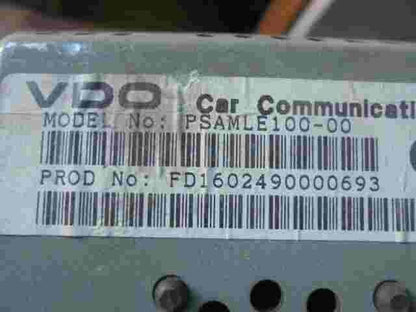 VDO Car Communicati
MODEL No: PSAMLE100-00
PROD No: FD1602490000693